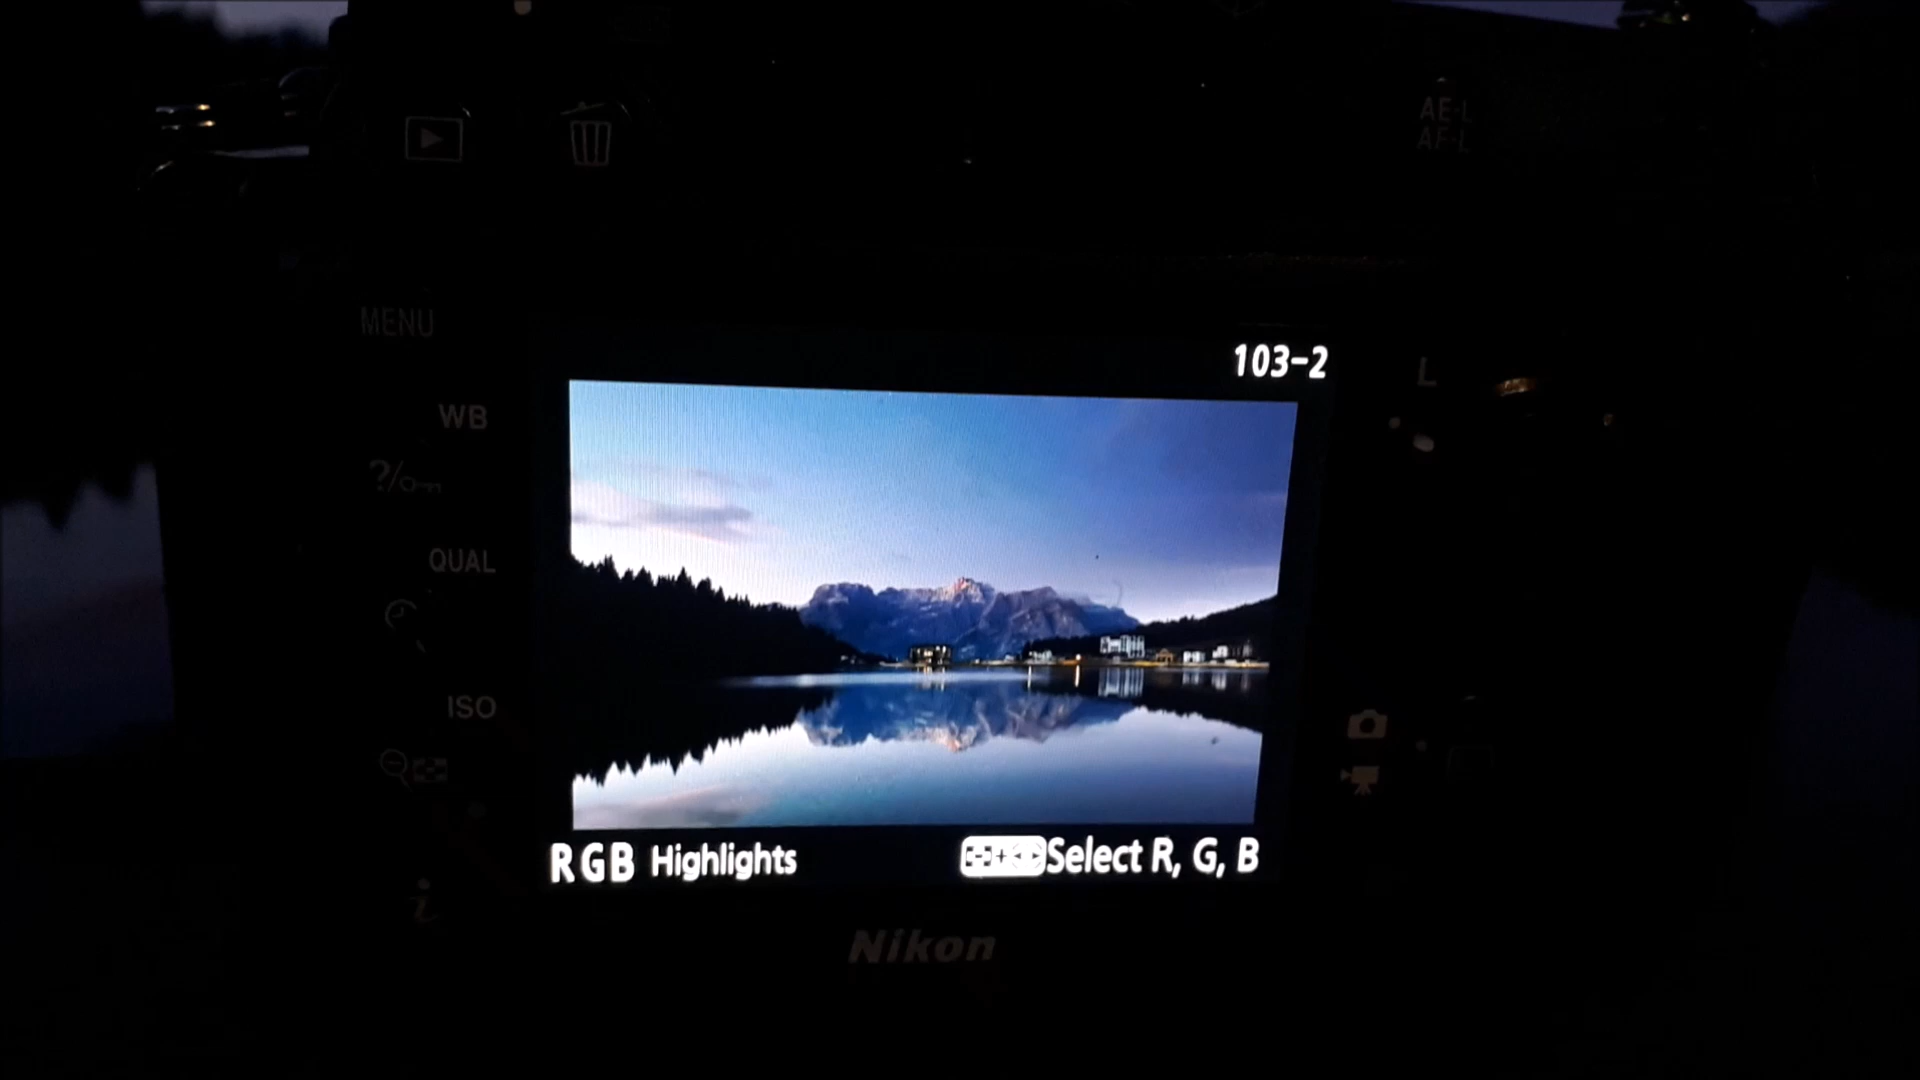 AE-L
AF-L
MENU
103-2
L
WB
?
QUAL
ISO
RGB Highlights
Select R, G, B
i
Nikon